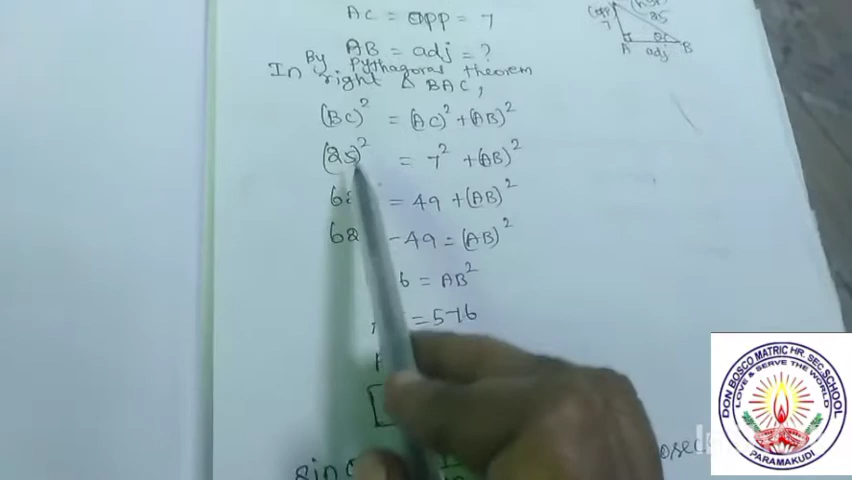 AC = opp = 7
AB = adj = ?
By Pythagoras theorem
In right Δ BAC,
(BC)² = (AC)² + (AB)²
(25)² = 7² + (AB)²
= 49 + (AB)²
- 49 = (AB)²
6 = AB²
= 576
sin
(opp)
7
25
A adj B
DON BOSCO MATRIC HR. SEC. SCHOOL
LOVE & SERVE THE WORLD
PARAMAKUDI